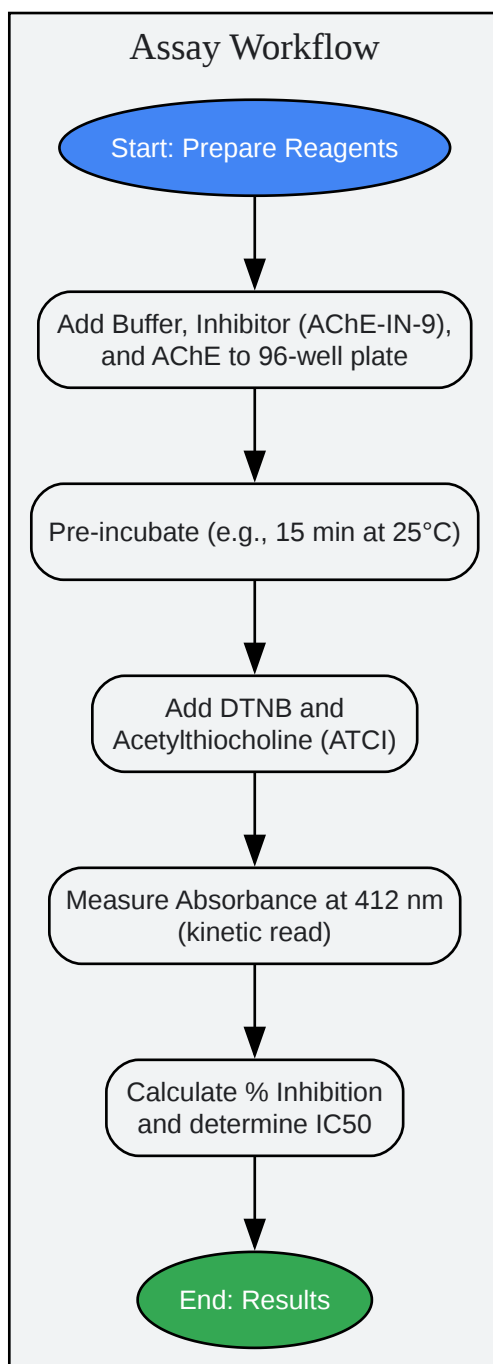 Assay Workflow
Start: Prepare Reagents
Add Buffer, Inhibitor (AChE-IN-9),
and AChE to 96-well plate
Pre-incubate (e.g., 15 min at 25°C)
Add DTNB and
Acetylthiocholine (ATCI)
Measure Absorbance at 412 nm
(kinetic read)
Calculate % Inhibition
and determine IC50
End: Results